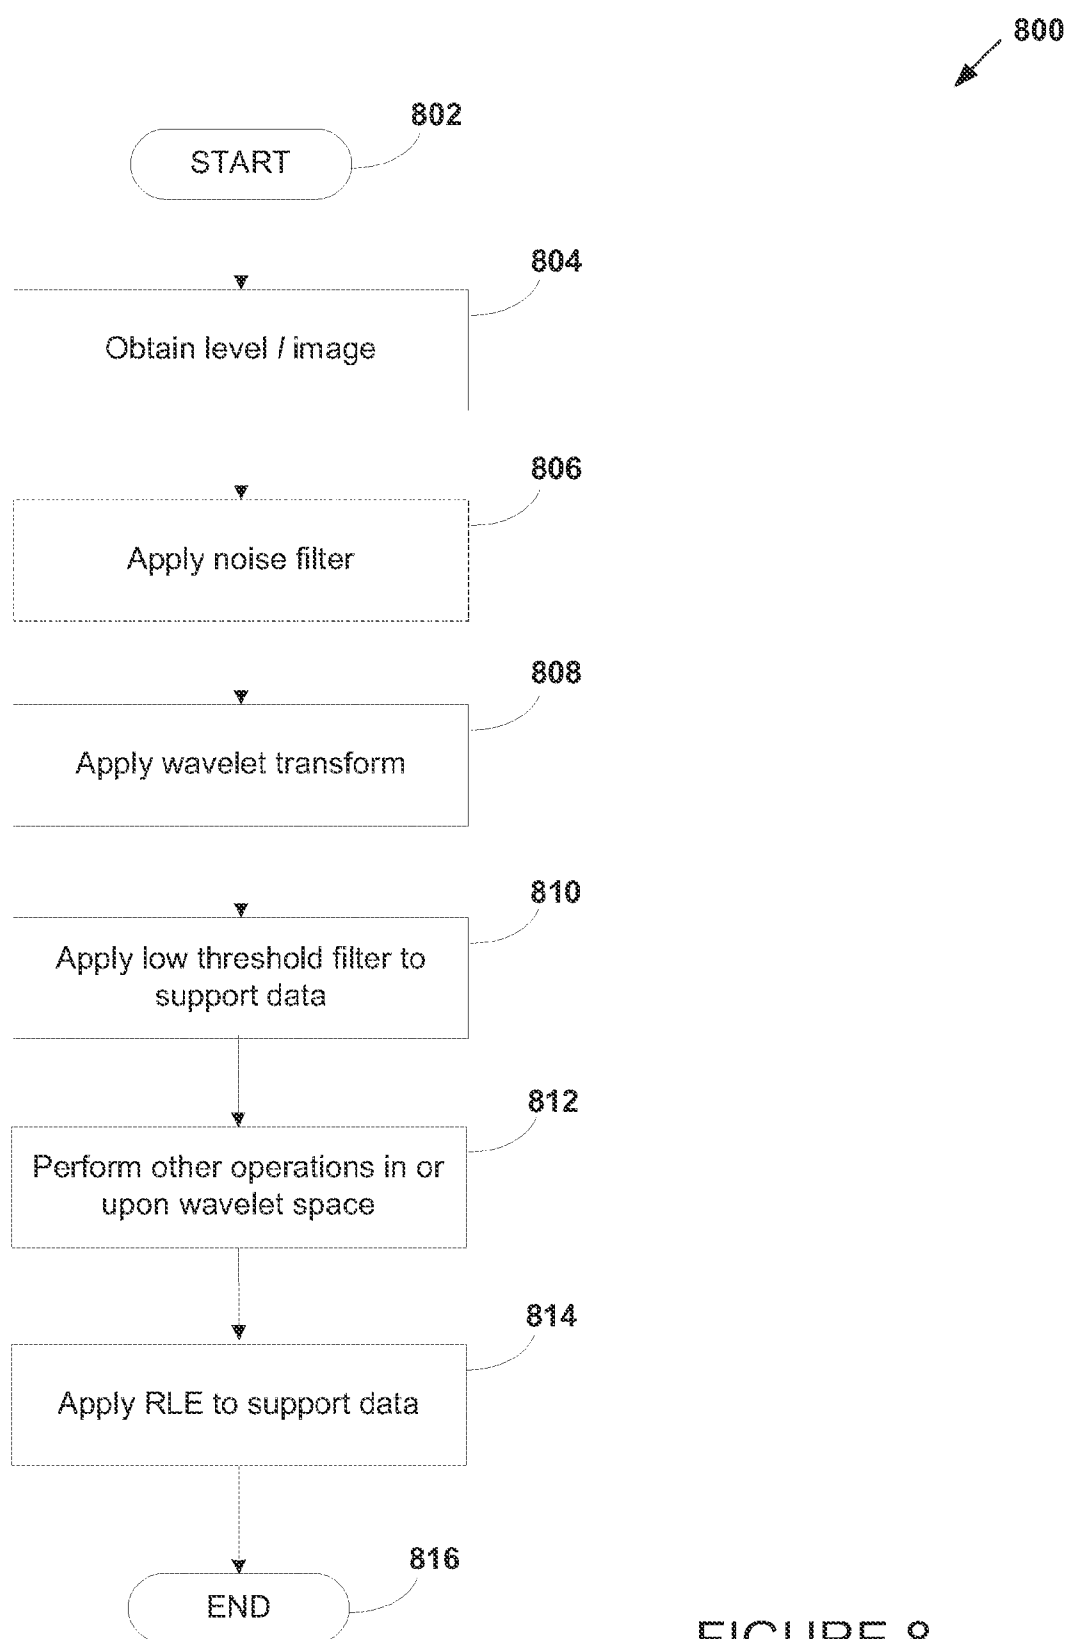 800
802
START
804
Obtain level / image
806
Apply noise filter
808
Apply wavelet transform
810
Apply low threshold filter to
support data
812
Perform other operations in or
upon wavelet space
814
Apply RLE to support data
816
END
FIGURE 8